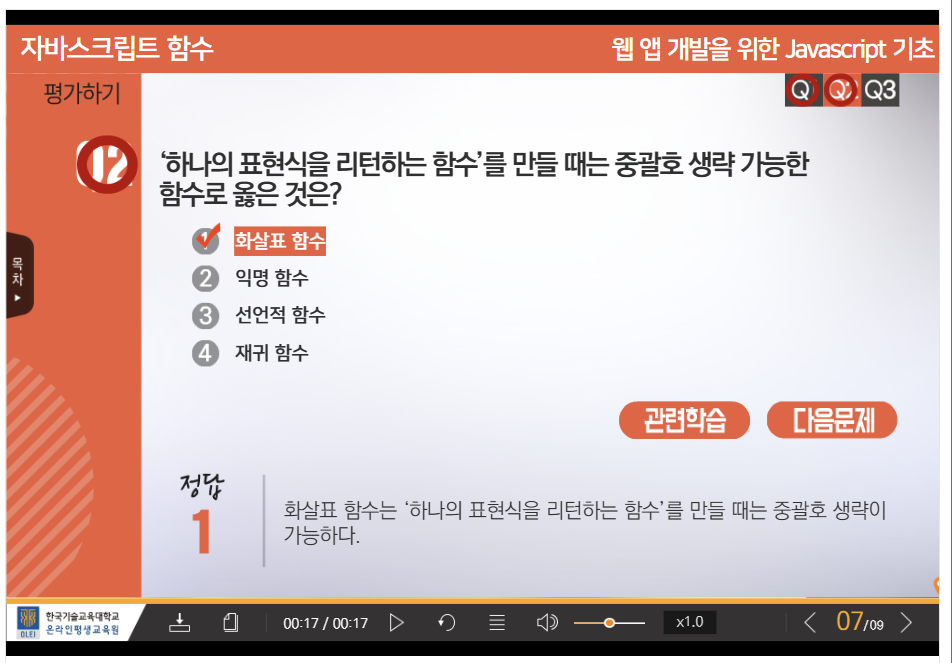 자바스크립트 함수
웹 앱 개발을 위한 Javascript 기초
평가하기
Q Q2 Q3
02
‘하나의 표현식을 리턴하는 함수’를 만들 때는 중괄호 생략 가능한
함수로 옳은 것은?
1 화살표 함수
2 익명 함수
3 선언적 함수
4 재귀 함수
목차
관련학습 다음문제
정답
1
화살표 함수는 ‘하나의 표현식을 리턴하는 함수’를 만들 때는 중괄호 생략이
가능하다.
OLEI
한국기술교육대학교
온라인평생교육원
00:17 / 00:17
x1.0
07/09